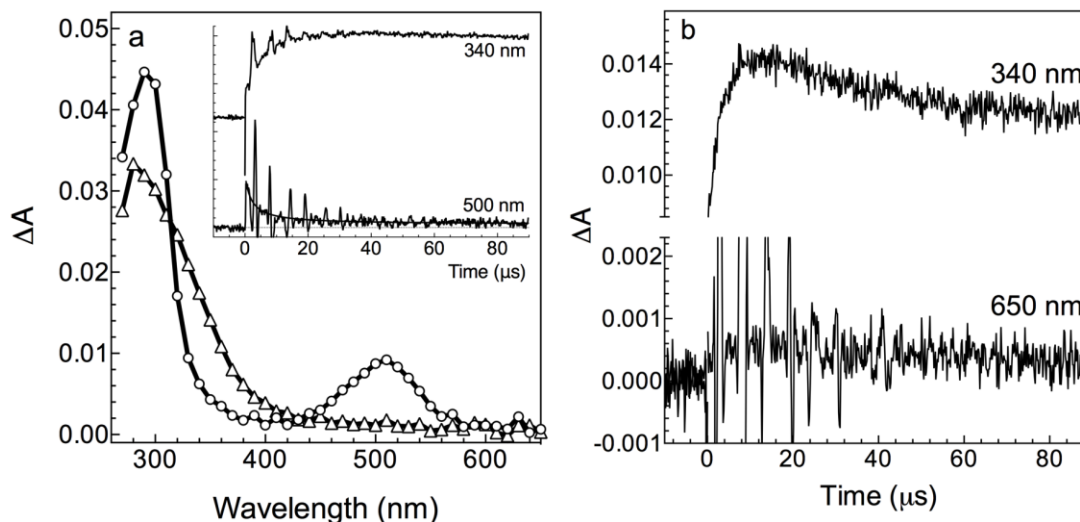 a
0.05
0.04
0.03
0.02
0.01
0.00
ΔA
300 400 500 600
Wavelength (nm)
340 nm
500 nm
0 20 40 60 80
Time (μs)
b
340 nm
0.014
0.012
0.010
ΔA
650 nm
0.001
0.000
-0.001
0 20 40 60 80
Time (μs)